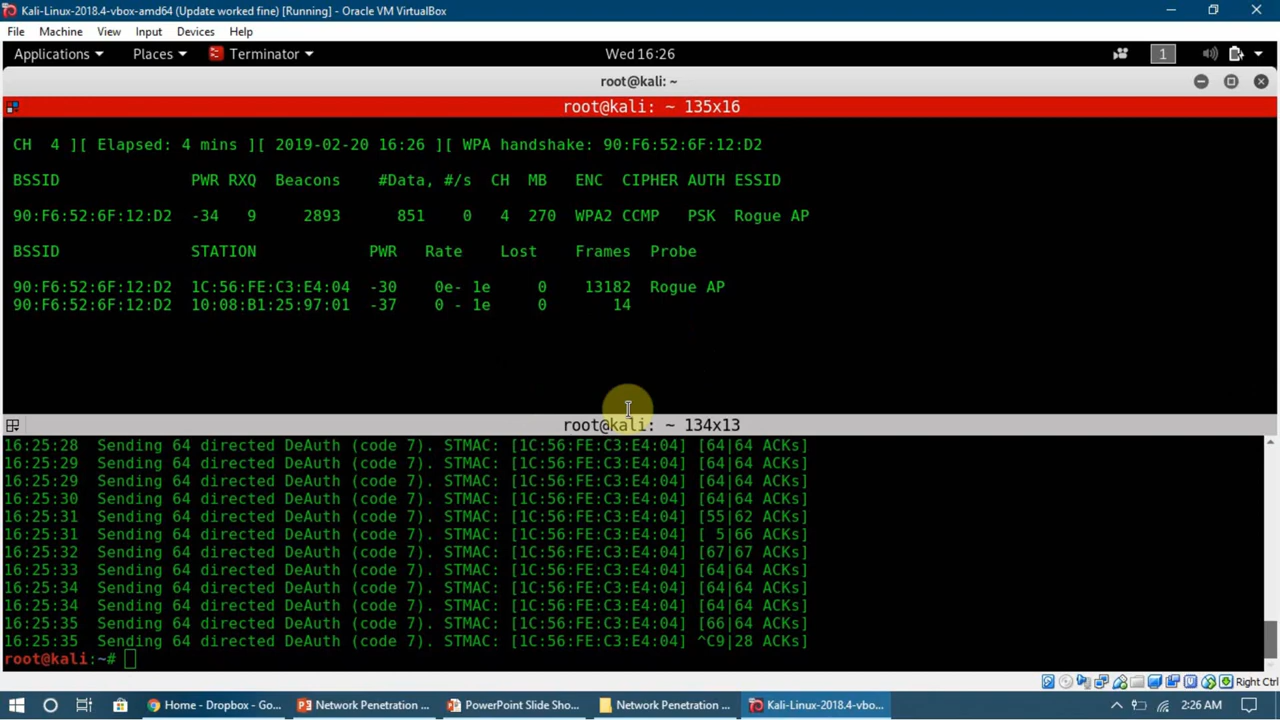 Kali-Linux-2018.4-vbox-amd64 (Update worked fine) [Running] - Oracle VM VirtualBox
File Machine View Input Devices Help
Applications Places Terminator Wed 16:26 1
root@kali: ~
root@kali: ~ 135x16
CH 4 ][ Elapsed: 4 mins ][ 2019-02-20 16:26 ][ WPA handshake: 90:F6:52:6F:12:D2
BSSID PWR RXQ Beacons #Data, #/s CH MB ENC CIPHER AUTH ESSID
90:F6:52:6F:12:D2 -34 9 2893 851 0 4 270 WPA2 CCMP PSK Rogue AP
BSSID STATION PWR Rate Lost Frames Probe
90:F6:52:6F:12:D2 1C:56:FE:C3:E4:04 -30 0e- 1e 0 13182 Rogue AP
90:F6:52:6F:12:D2 10:08:B1:25:97:01 -37 0 - 1e 0 14
root@kali: ~ 134x13
16:25:28 Sending 64 directed DeAuth (code 7). STMAC: [1C:56:FE:C3:E4:04] [64|64 ACKs]
16:25:29 Sending 64 directed DeAuth (code 7). STMAC: [1C:56:FE:C3:E4:04] [64|64 ACKs]
16:25:29 Sending 64 directed DeAuth (code 7). STMAC: [1C:56:FE:C3:E4:04] [64|64 ACKs]
16:25:30 Sending 64 directed DeAuth (code 7). STMAC: [1C:56:FE:C3:E4:04] [64|64 ACKs]
16:25:31 Sending 64 directed DeAuth (code 7). STMAC: [1C:56:FE:C3:E4:04] [55|62 ACKs]
16:25:31 Sending 64 directed DeAuth (code 7). STMAC: [1C:56:FE:C3:E4:04] [ 5|66 ACKs]
16:25:32 Sending 64 directed DeAuth (code 7). STMAC: [1C:56:FE:C3:E4:04] [67|67 ACKs]
16:25:33 Sending 64 directed DeAuth (code 7). STMAC: [1C:56:FE:C3:E4:04] [64|64 ACKs]
16:25:34 Sending 64 directed DeAuth (code 7). STMAC: [1C:56:FE:C3:E4:04] [64|64 ACKs]
16:25:34 Sending 64 directed DeAuth (code 7). STMAC: [1C:56:FE:C3:E4:04] [64|64 ACKs]
16:25:35 Sending 64 directed DeAuth (code 7). STMAC: [1C:56:FE:C3:E4:04] [66|64 ACKs]
16:25:35 Sending 64 directed DeAuth (code 7). STMAC: [1C:56:FE:C3:E4:04] ^C9|28 ACKs]
root@kali:~#
Right Ctrl
Home - Dropbox - Go... Network Penetration ... PowerPoint Slide Sho... Network Penetration ... Kali-Linux-2018.4-vbo... 2:26 AM